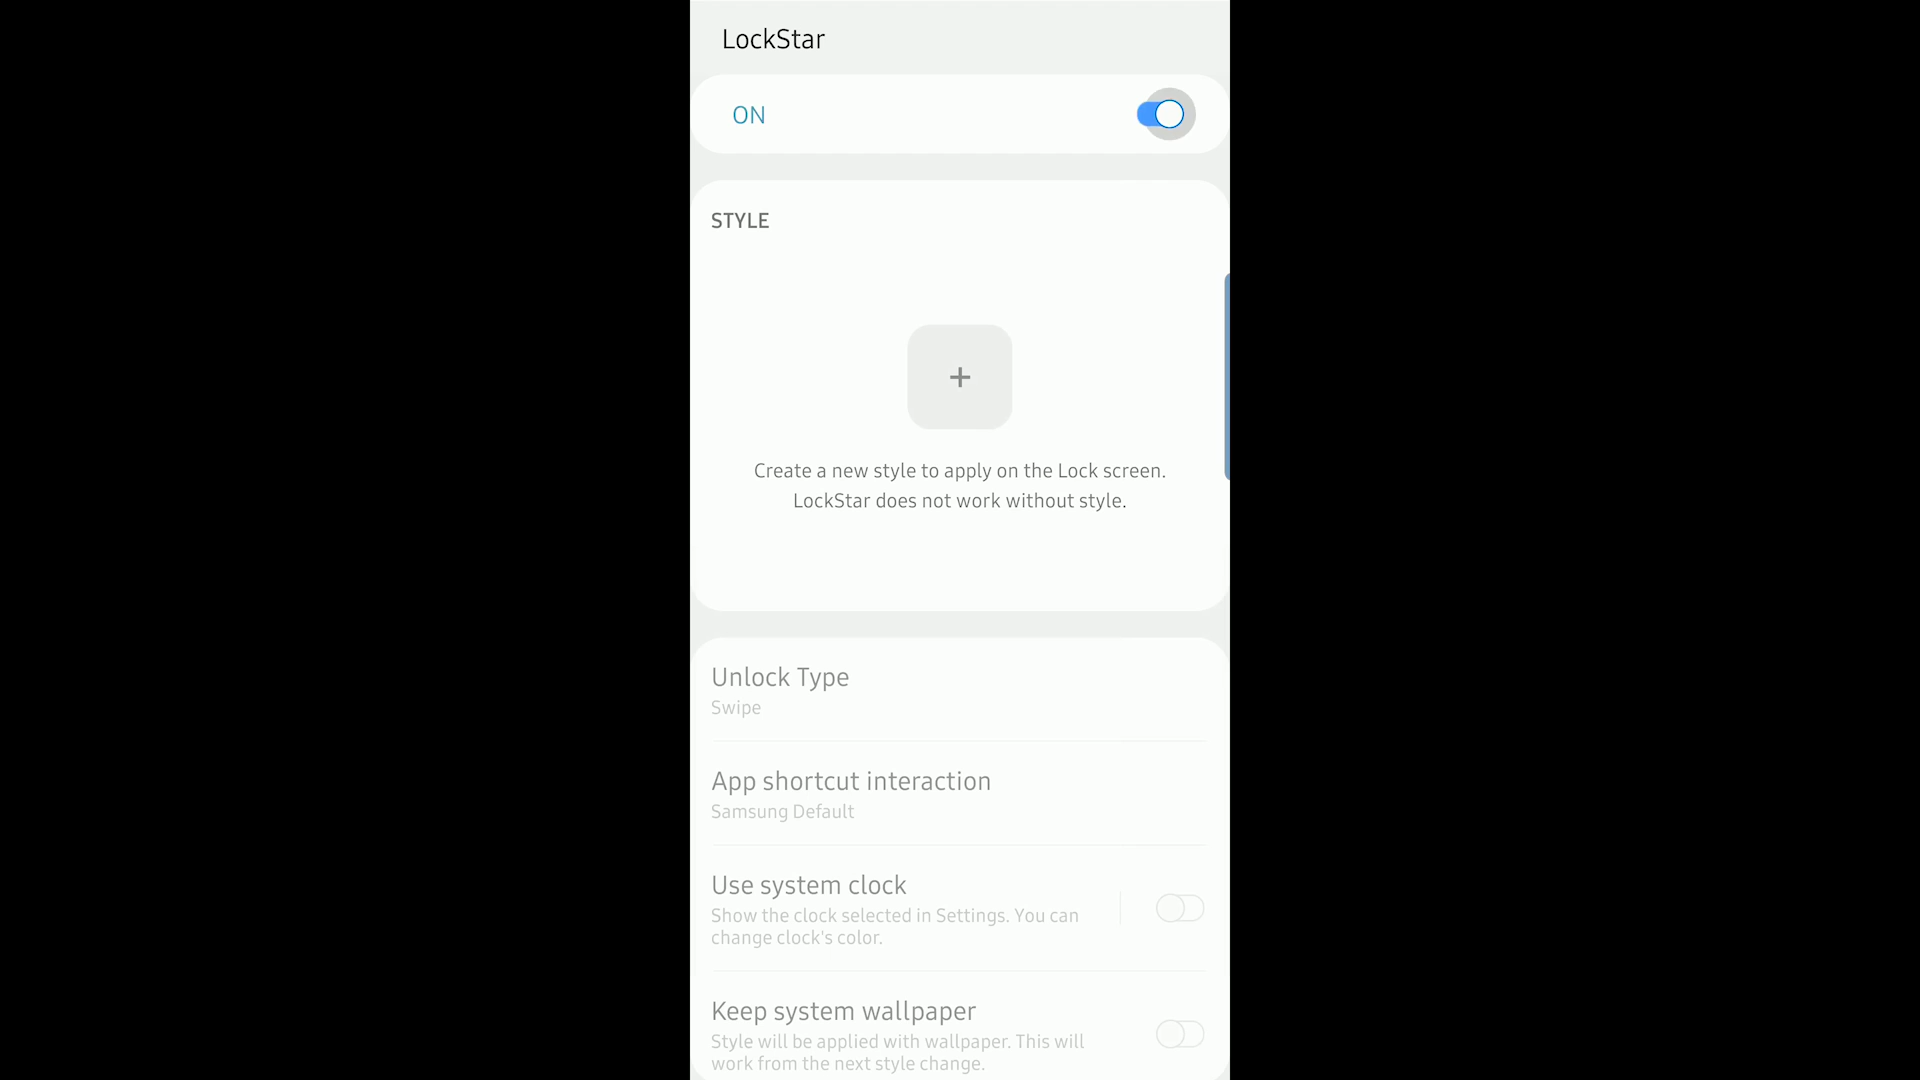 LockStar
ON
STYLE
+
Create a new style to apply on the Lock screen.
LockStar does not work without style.
Unlock Type
Swipe
App shortcut interaction
Samsung Default
Use system clock
Show the clock selected in Settings. You can
change clock's color.
Keep system wallpaper
Style will be applied with wallpaper. This will
work from the next style change.